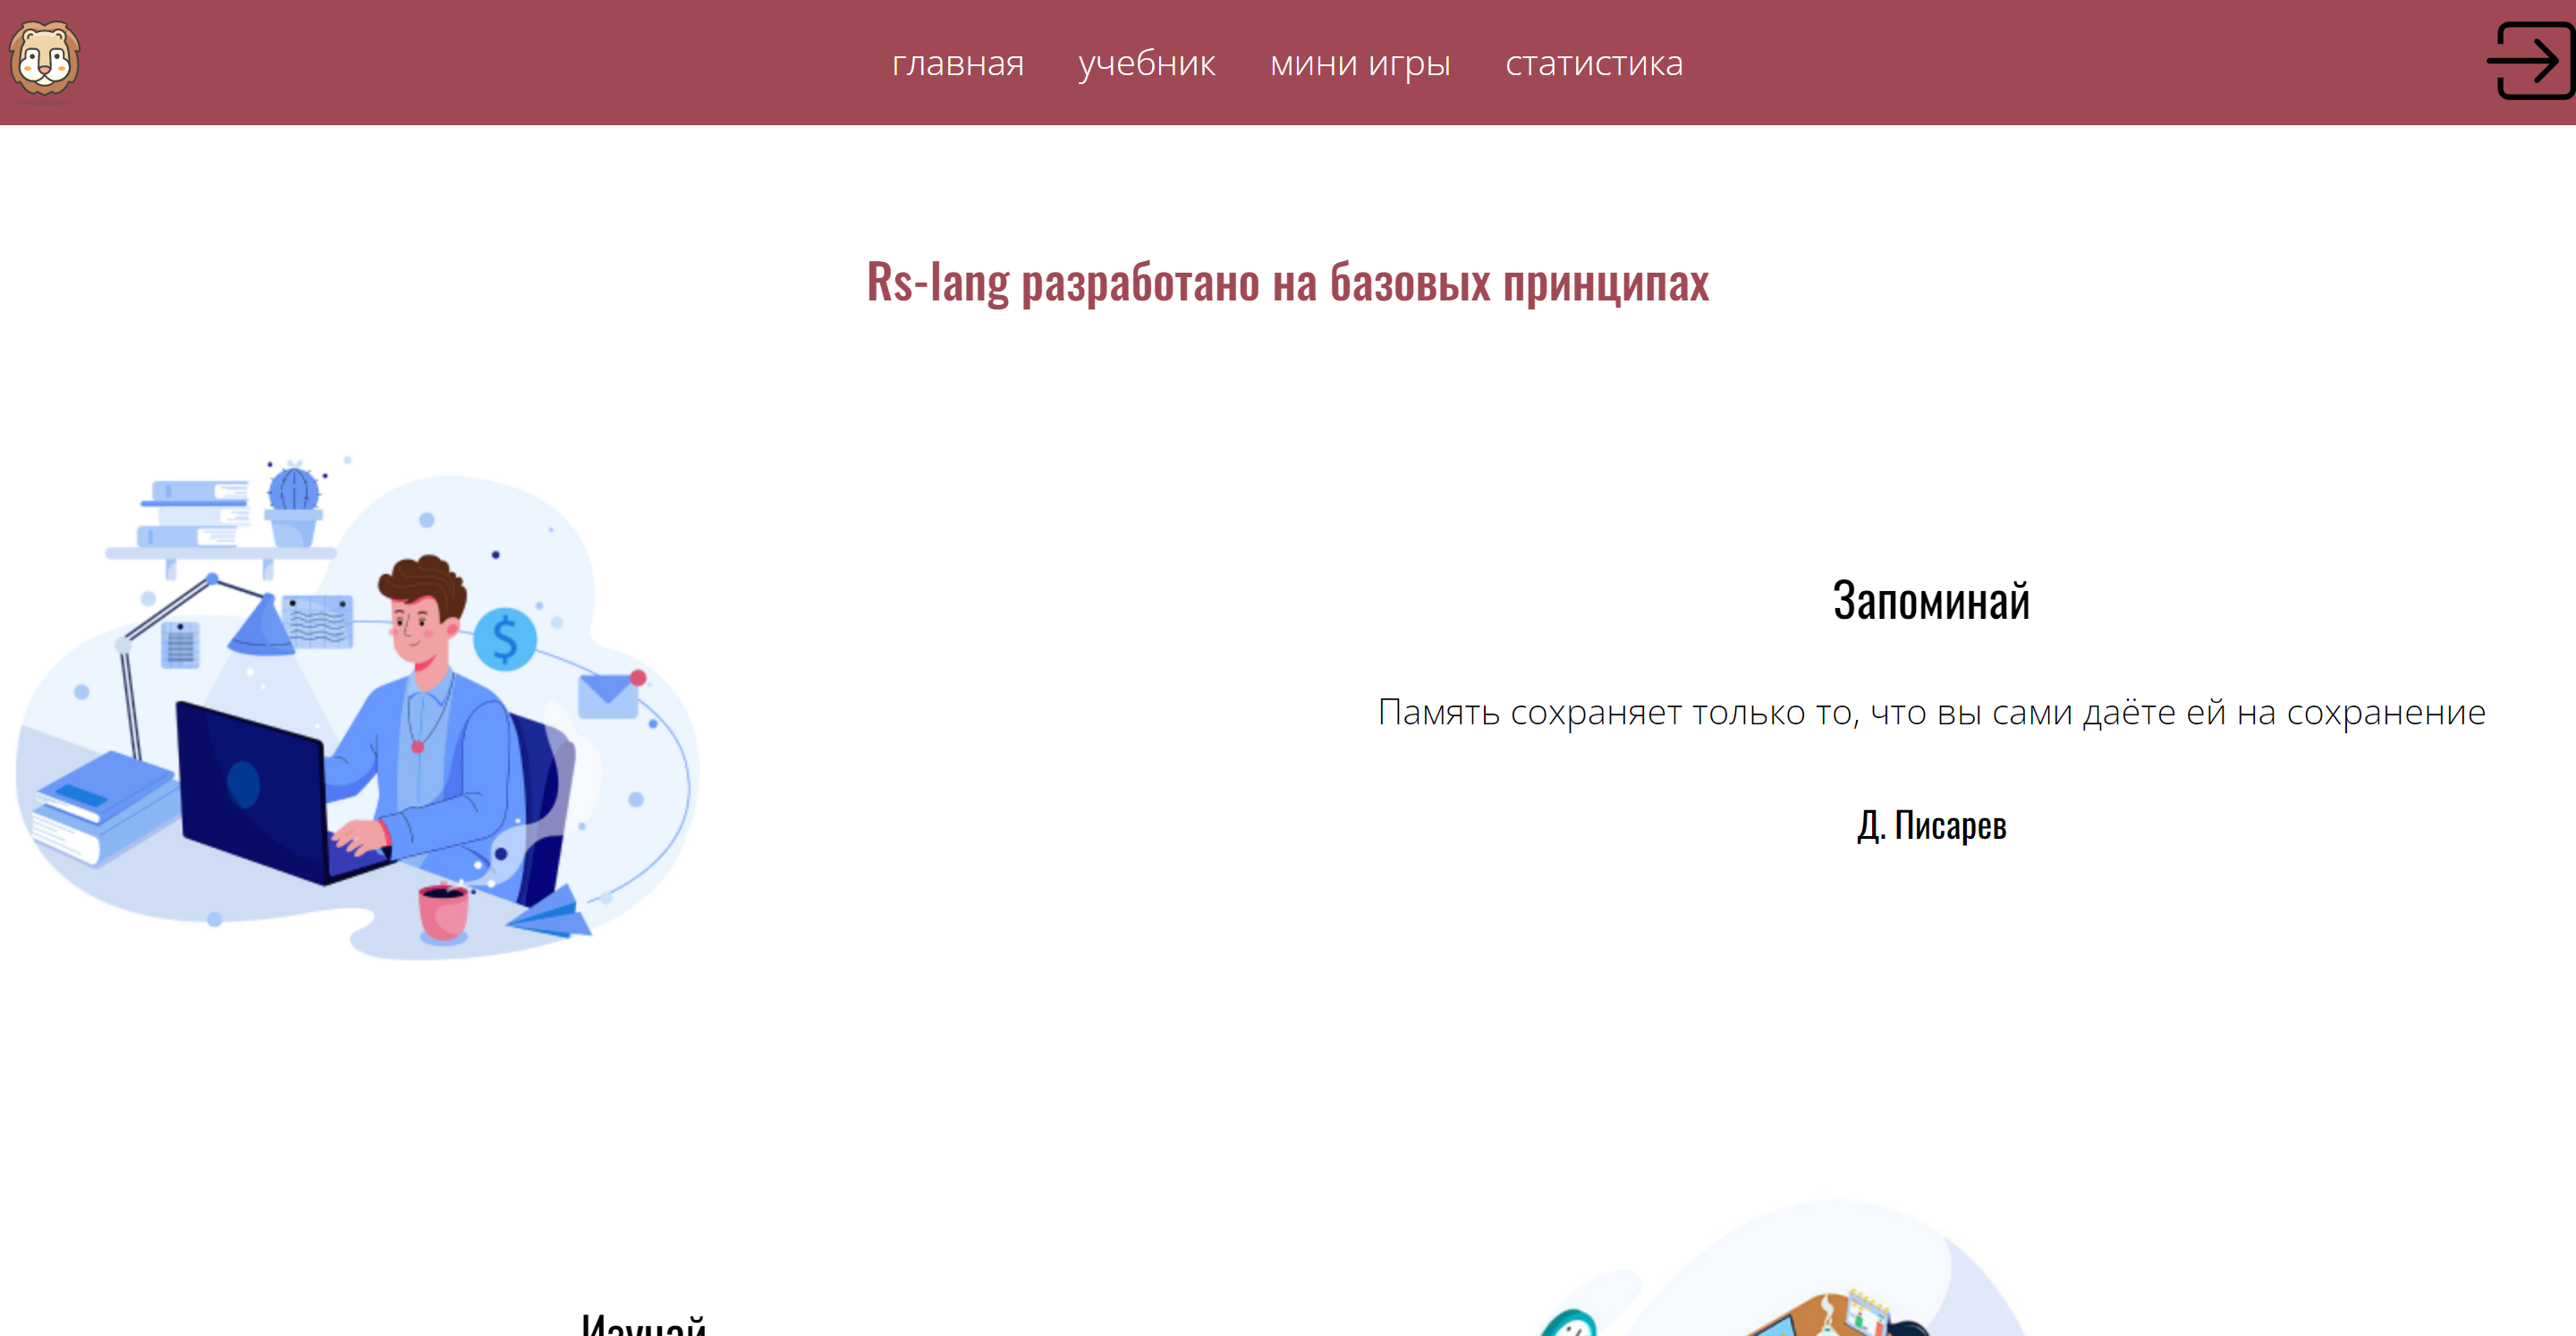 главная учебник мини игры статистика
Rs-lang разработано на базовых принципах
$
Запоминай
Память сохраняет только то, что вы сами даёте ей на сохранение
Д. Писарев
Изучай